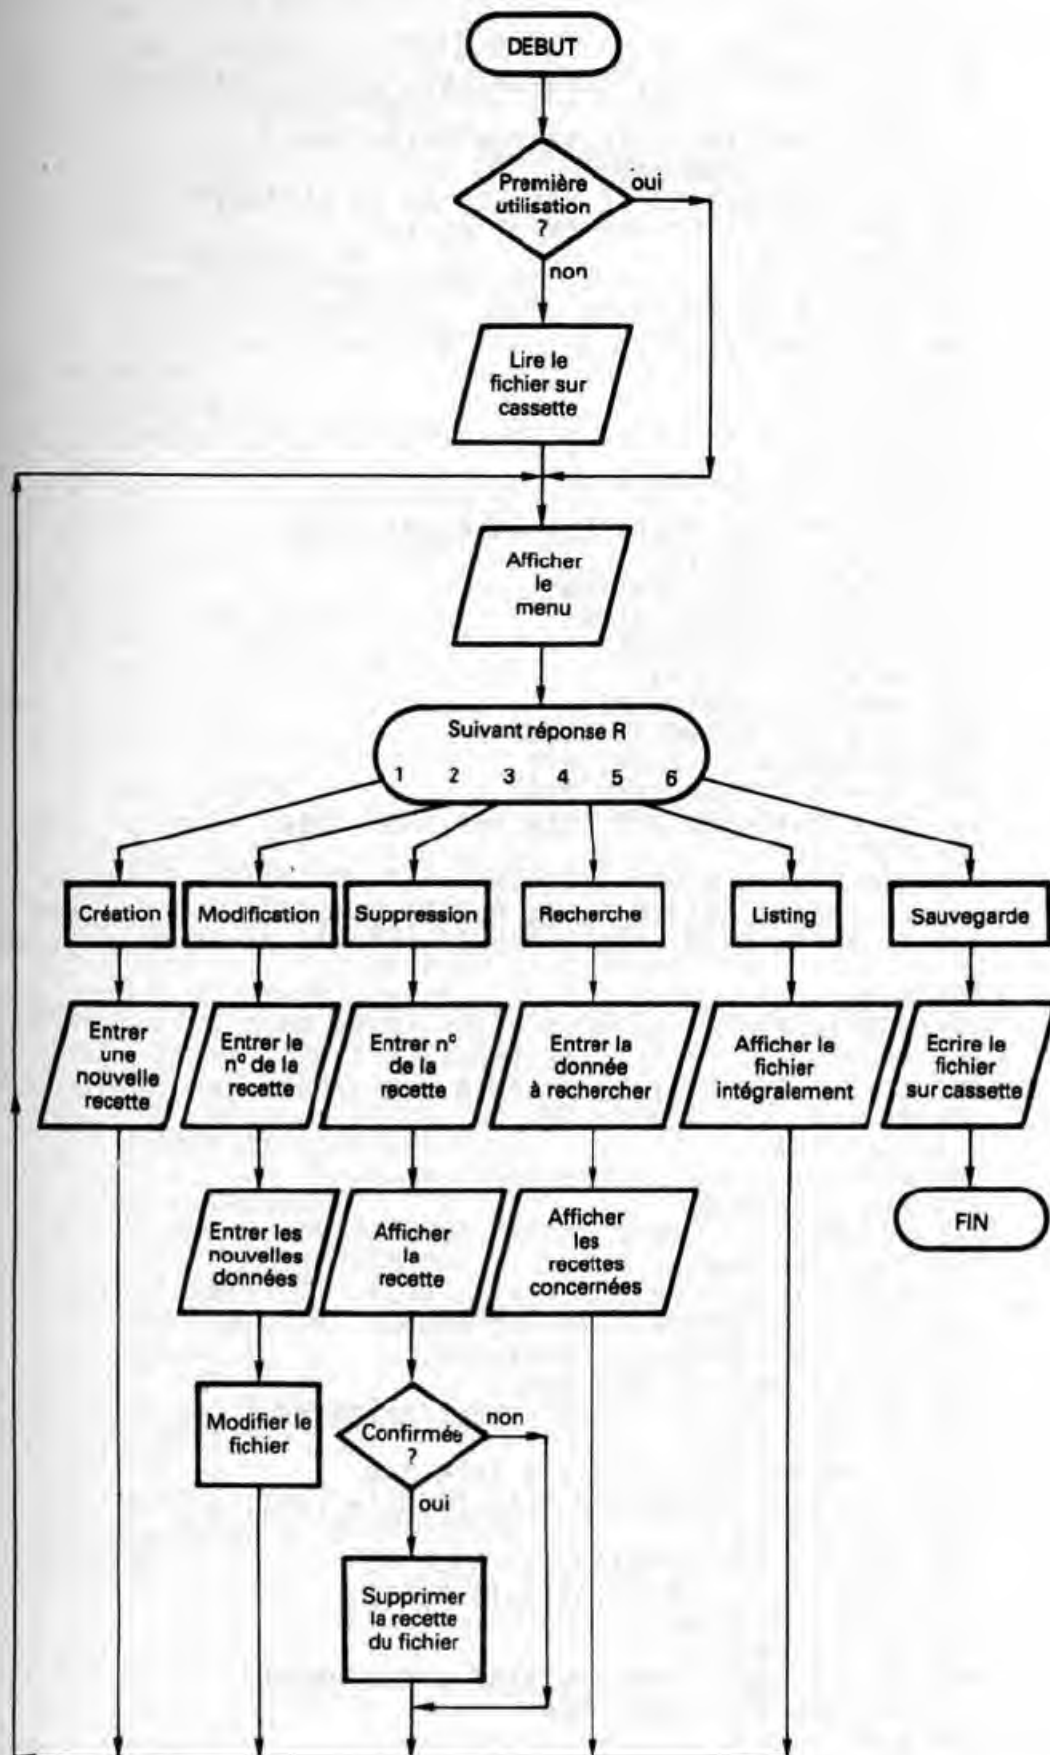 DEBUT
Première
utilisation
?
oui
non
Lire le
fichier sur
cassette
Afficher
le
menu
Suivant réponse R
1 2 3 4 5 6
Création
Modification
Suppression
Recherche
Listing
Sauvegarde
Entrer
une
nouvelle
recette
Entrer le
nº de la
recette
Entrer nº
de la
recette
Entrer la
donnée
à rechercher
Afficher le
fichier
intégralement
Ecrire le
fichier
sur cassette
Entrer les
nouvelles
données
Afficher
la
recette
Afficher
les
recettes
concernées
FIN
Modifier le
fichier
Confirmée
?
non
oui
Supprimer
la recette
du fichier